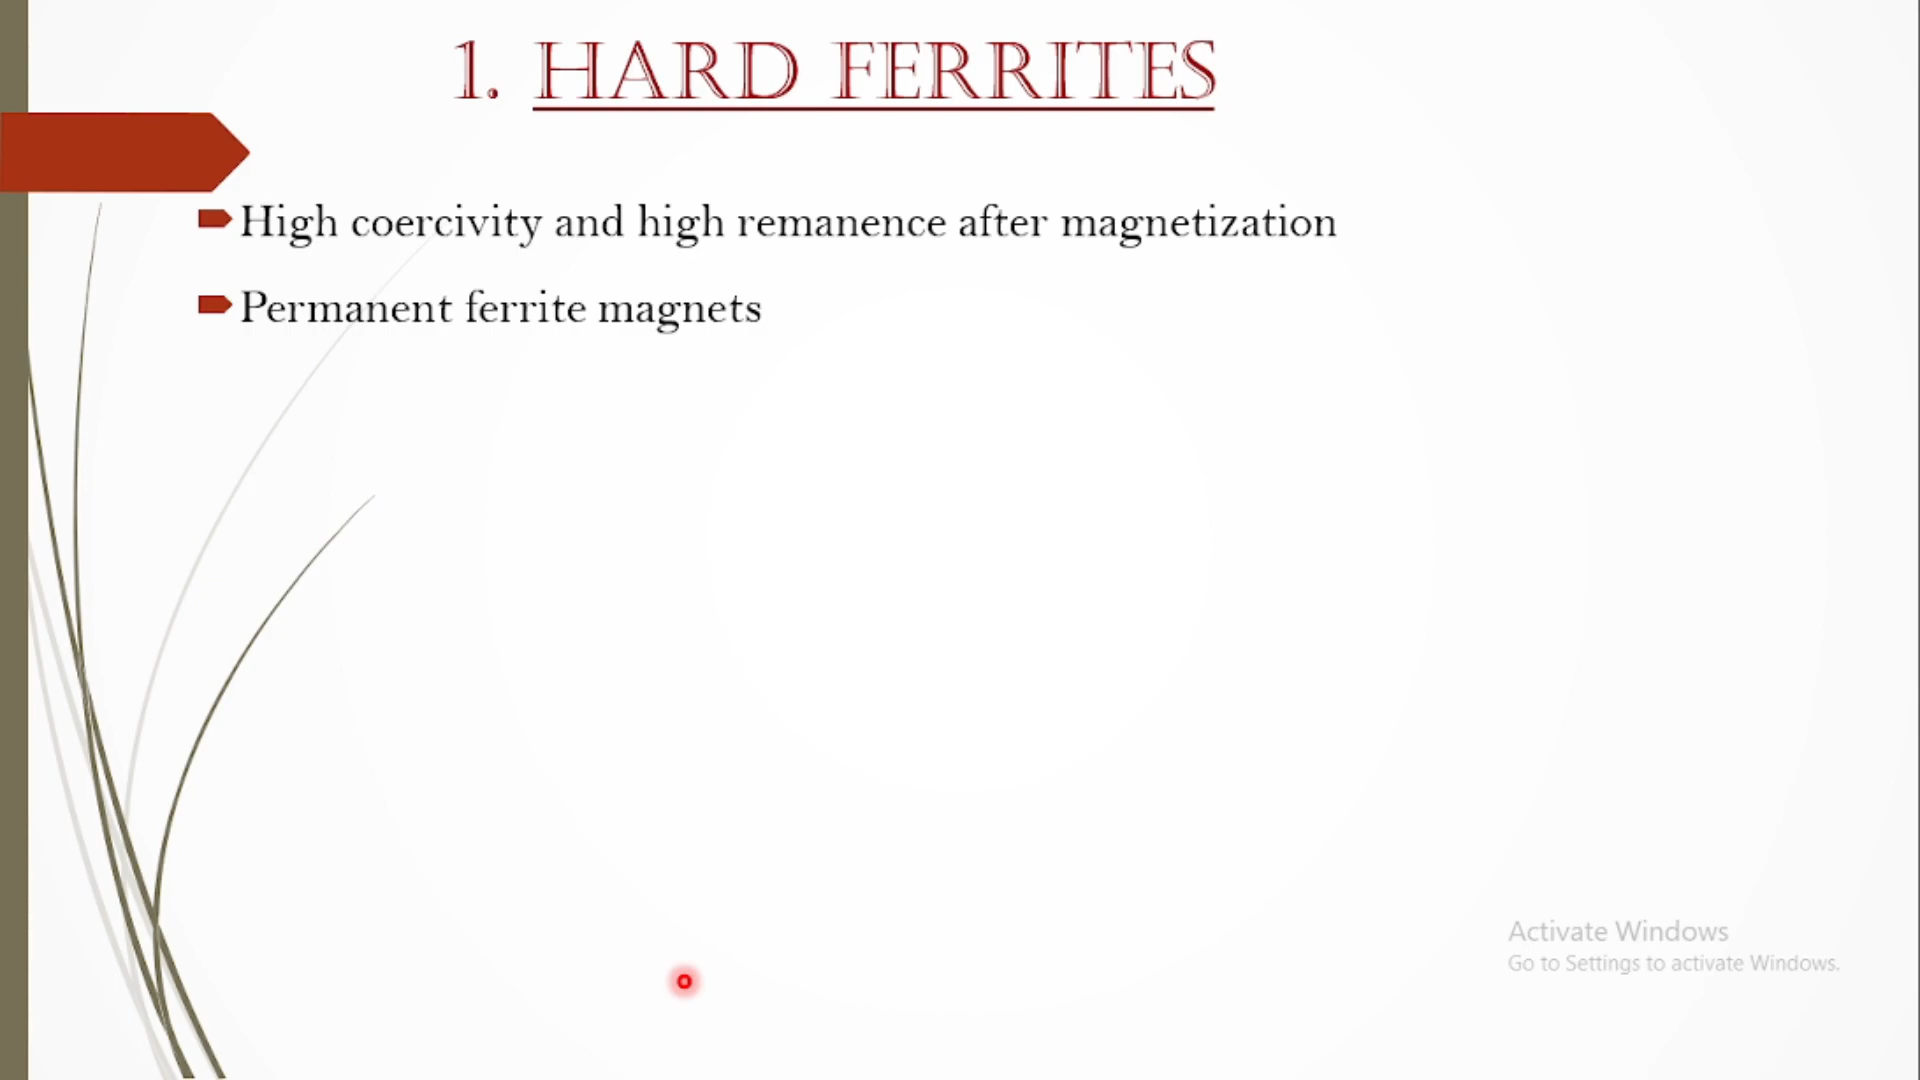 1. HARD FERRITES
High coercivity and high remanence after magnetization
Permanent ferrite magnets
Activate Windows
Go to Settings to activate Windows.